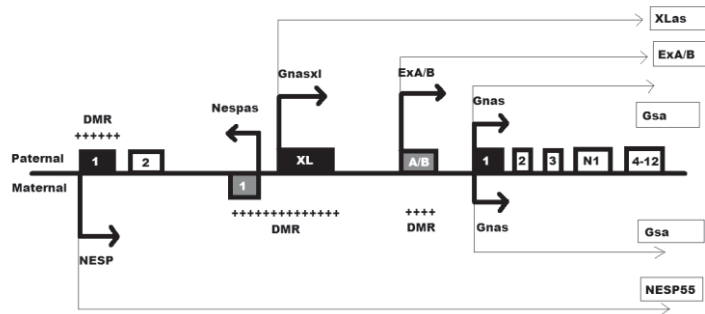 XLas
ExA/B
Gnasxl
ExA/B
Gsa
DMR
++++++
Nespas
Gnas
Paternal
1
2
XL
A/B
1
2
3
N1
4-12
Maternal
1
++++++++++++++
++++
DMR
DMR
Gnas
Gsa
NESP
NESP55